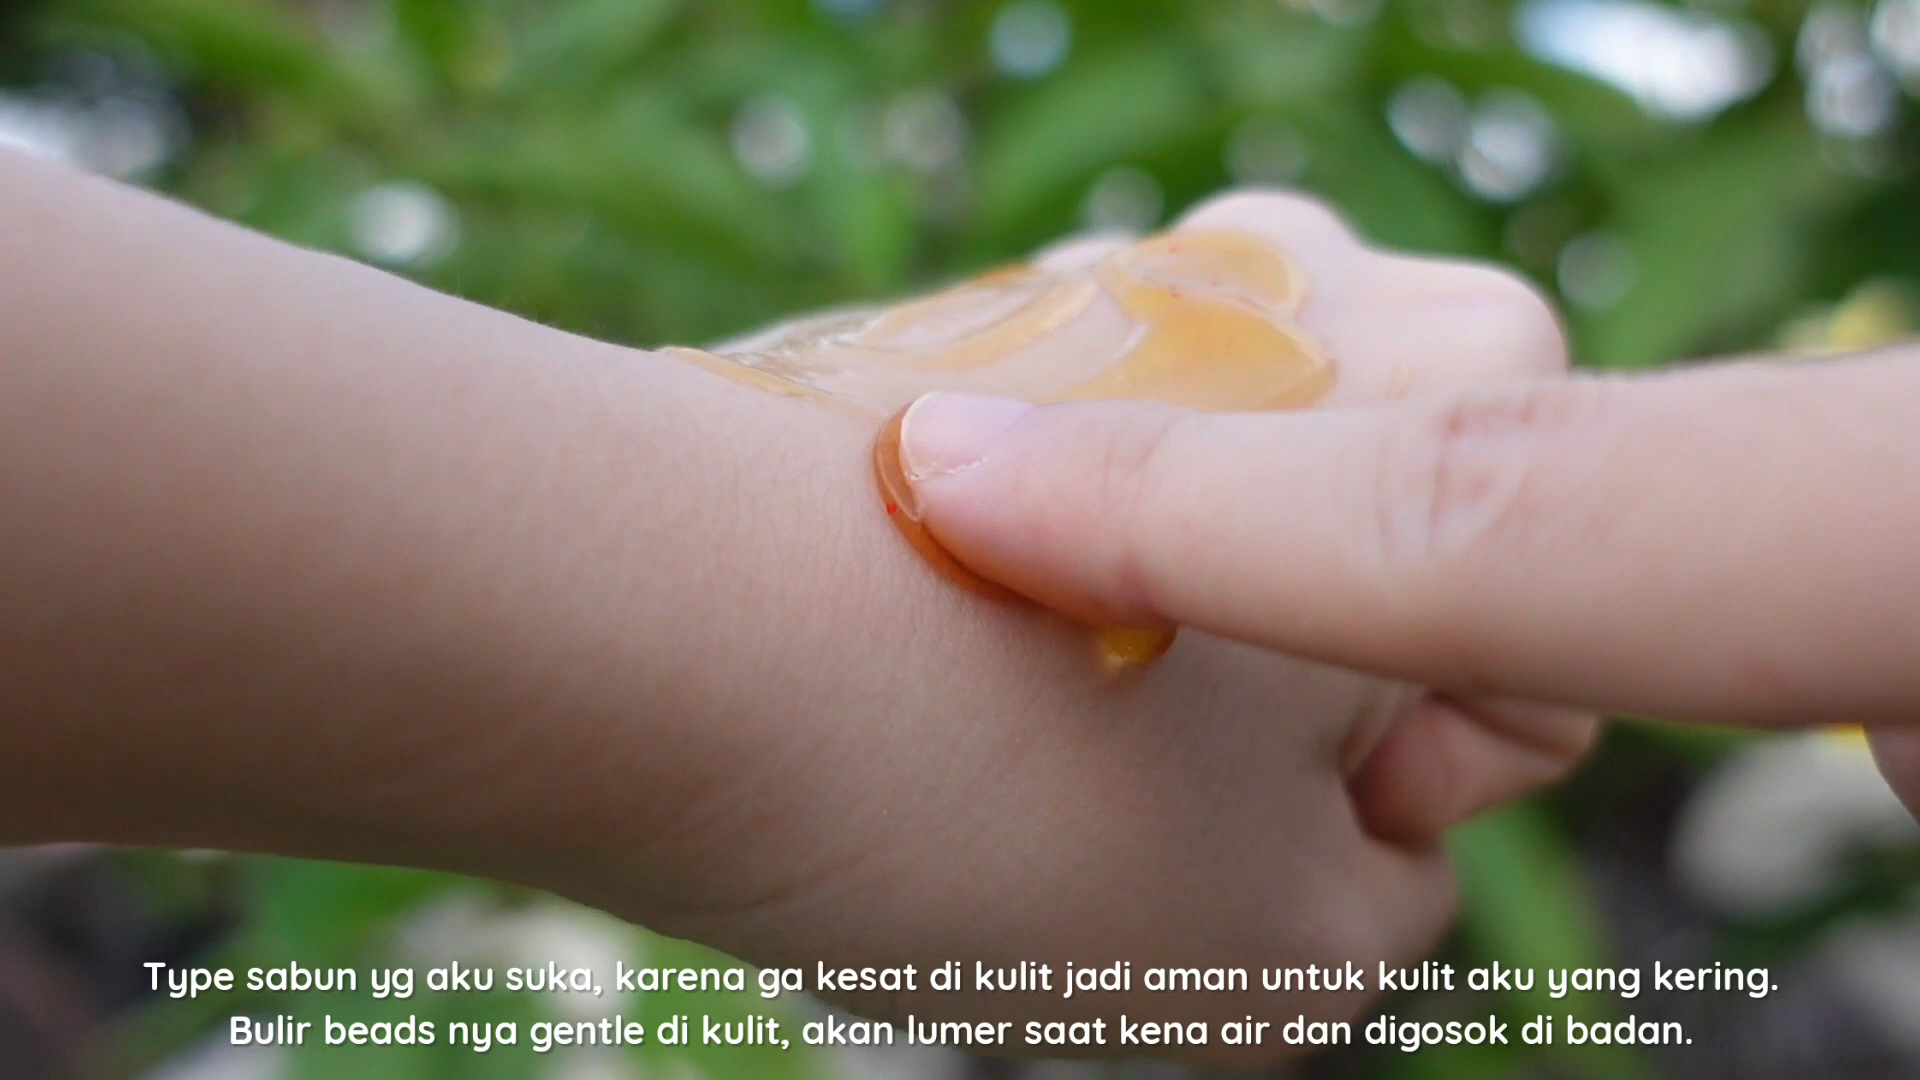 Type sabun yg aku suka, karena ga kesat di kulit jadi aman untuk kulit aku yang kering.
Bulir beads nya gentle di kulit, akan lumer saat kena air dan digosok di badan.